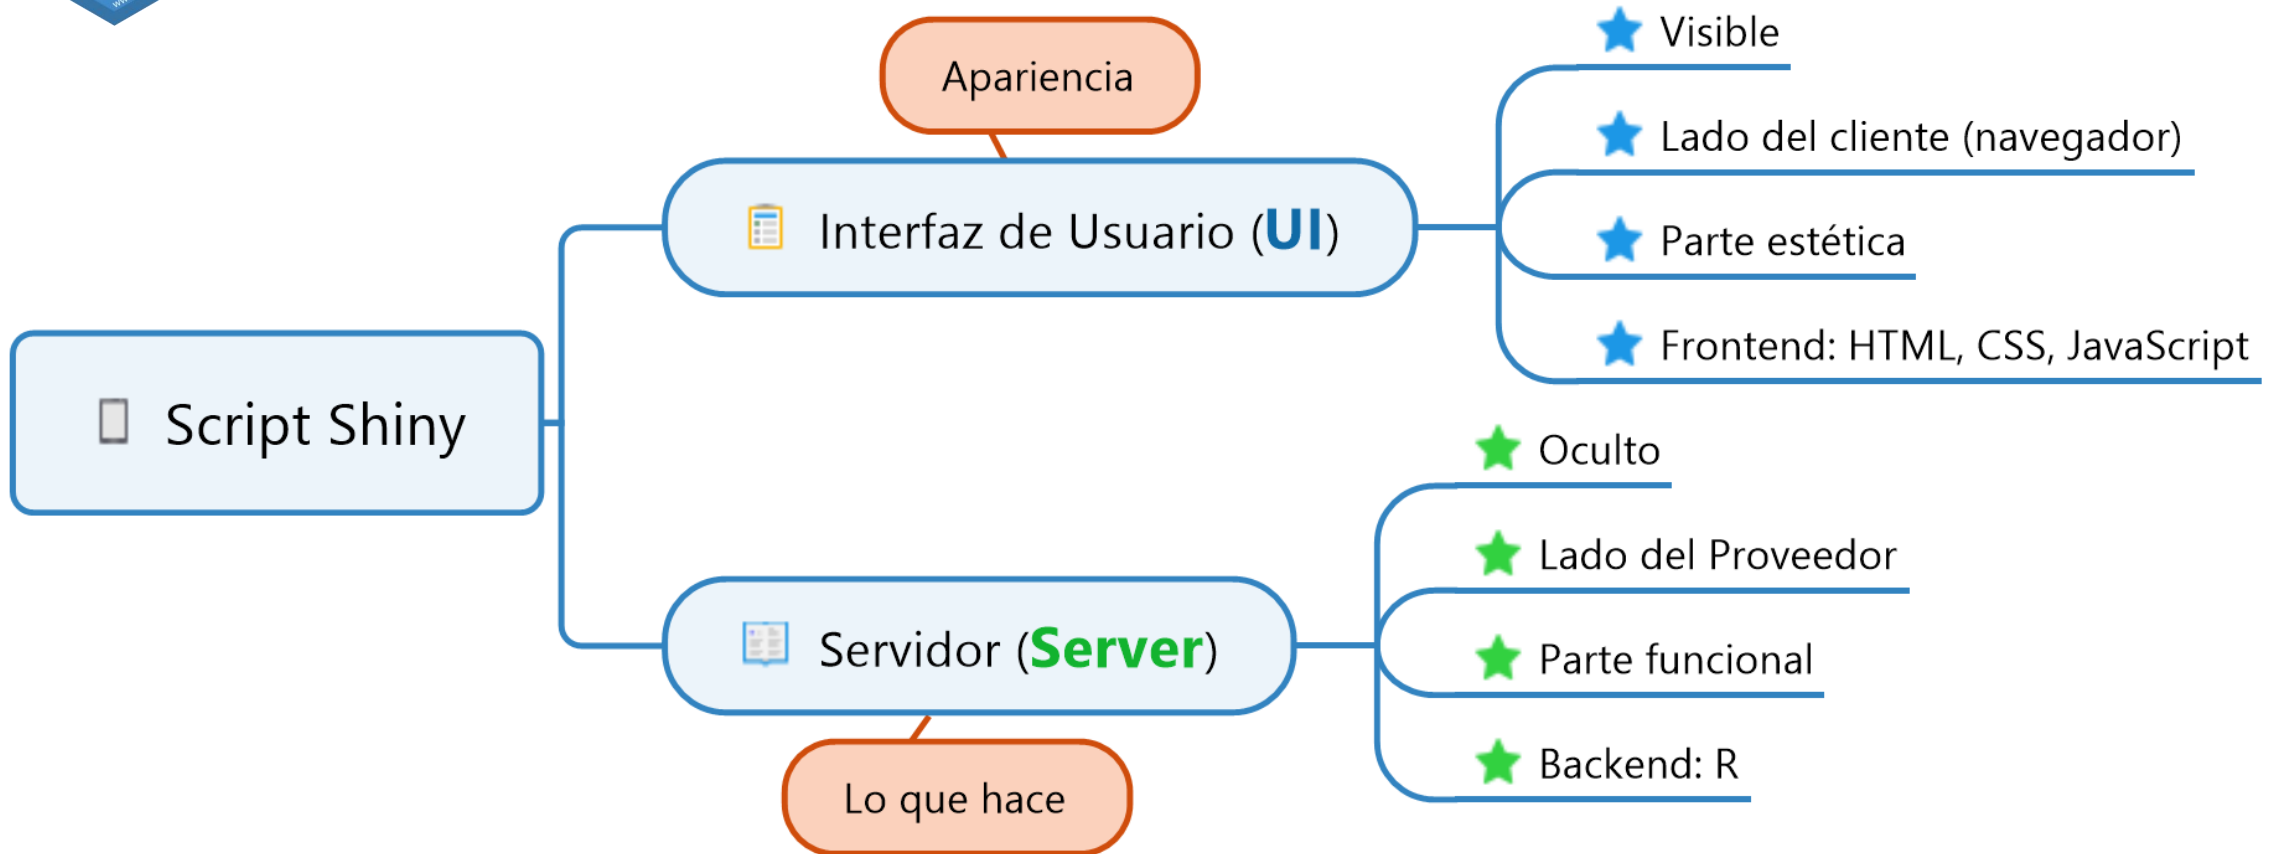 Apariencia
Visible
Lado del cliente (navegador)
Interfaz de Usuario (UI)
Parte estética
Frontend: HTML, CSS, JavaScript
Script Shiny
Oculto
Lado del Proveedor
Servidor (Server)
Parte funcional
Backend: R
Lo que hace